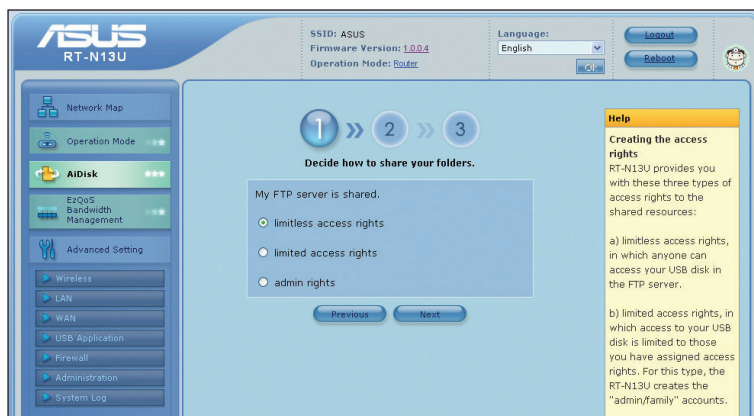 ASUS
RT-N13U
SSID: ASUS
Firmware Version: 1.0.0.4
Operation Mode: Router
Language:
English
Ok
Logout
Reboot
Network Map
Operation Mode
AiDisk
EzQoS
Bandwidth
Management
Advanced Setting
Wireless
LAN
WAN
USB Application
Firewall
Administration
System Log
1 » 2 » 3
Decide how to share your folders.
My FTP server is shared.
limitless access rights
limited access rights
admin rights
Previous
Next
Help
Creating the access
rights
RT-N13U provides you
with these three types of
access rights to the
shared resources:
a) limitless access rights,
in which anyone can
access your USB disk in
the FTP server.
b) limited access rights, in
which access to your USB
disk is limited to those
you have assigned access
rights. For this type, the
RT-N13U creates the
"admin/family" accounts.